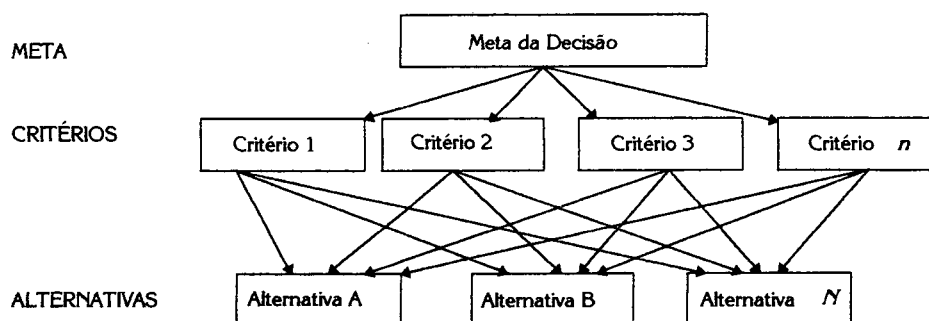 META
Meta da Decisão
CRITÉRIOS
Critério 1
Critério 2
Critério 3
Critério n
ALTERNATIVAS
Alternativa A
Alternativa B
Alternativa N